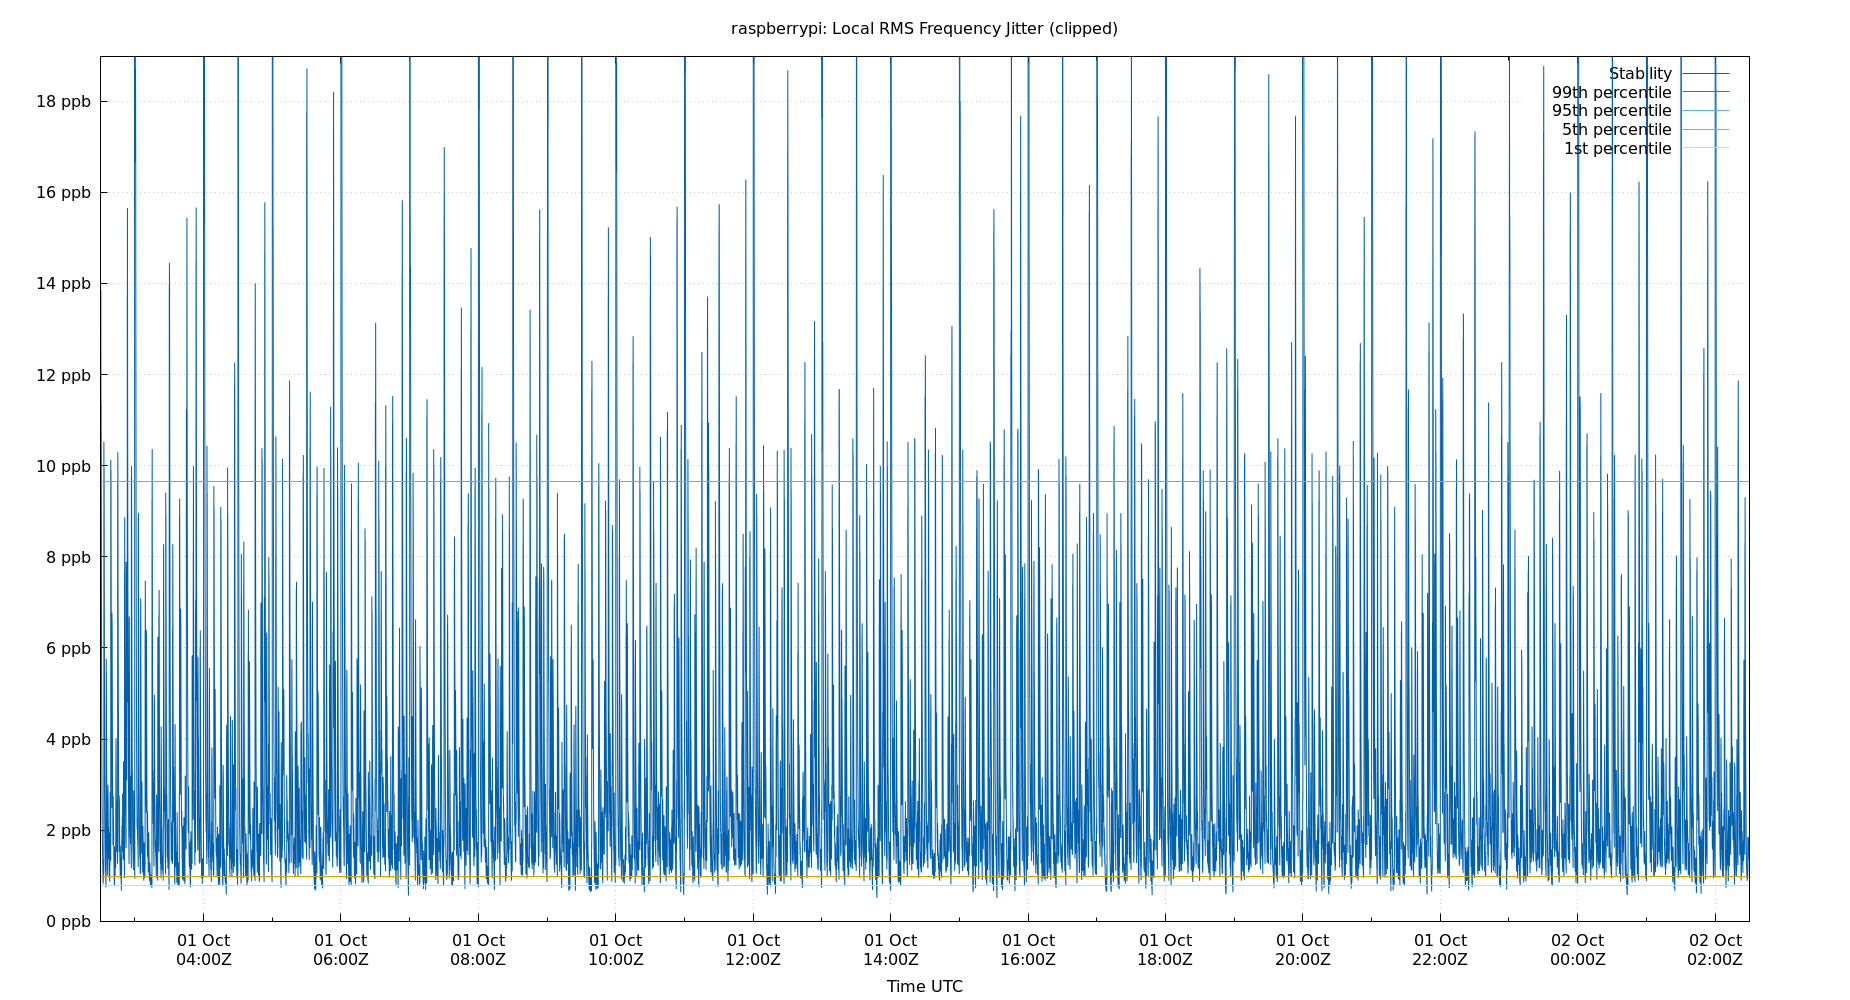 raspberrypi: Local RMS Frequency Jitter (clipped)
Stability
99th percentile
95th percentile
5th percentile
1st percentile
18 ppb
16 ppb
14 ppb
12 ppb
10 ppb
8 ppb
6 ppb
4 ppb
2 ppb
0 ppb
01 Oct 01 Oct 01 Oct 01 Oct 01 Oct 01 Oct 01 Oct 01 Oct 01 Oct 01 Oct 02 Oct 02 Oct
04:00Z 06:00Z 08:00Z 10:00Z 12:00Z 14:00Z 16:00Z 18:00Z 20:00Z 22:00Z 00:00Z 02:00Z
Time UTC